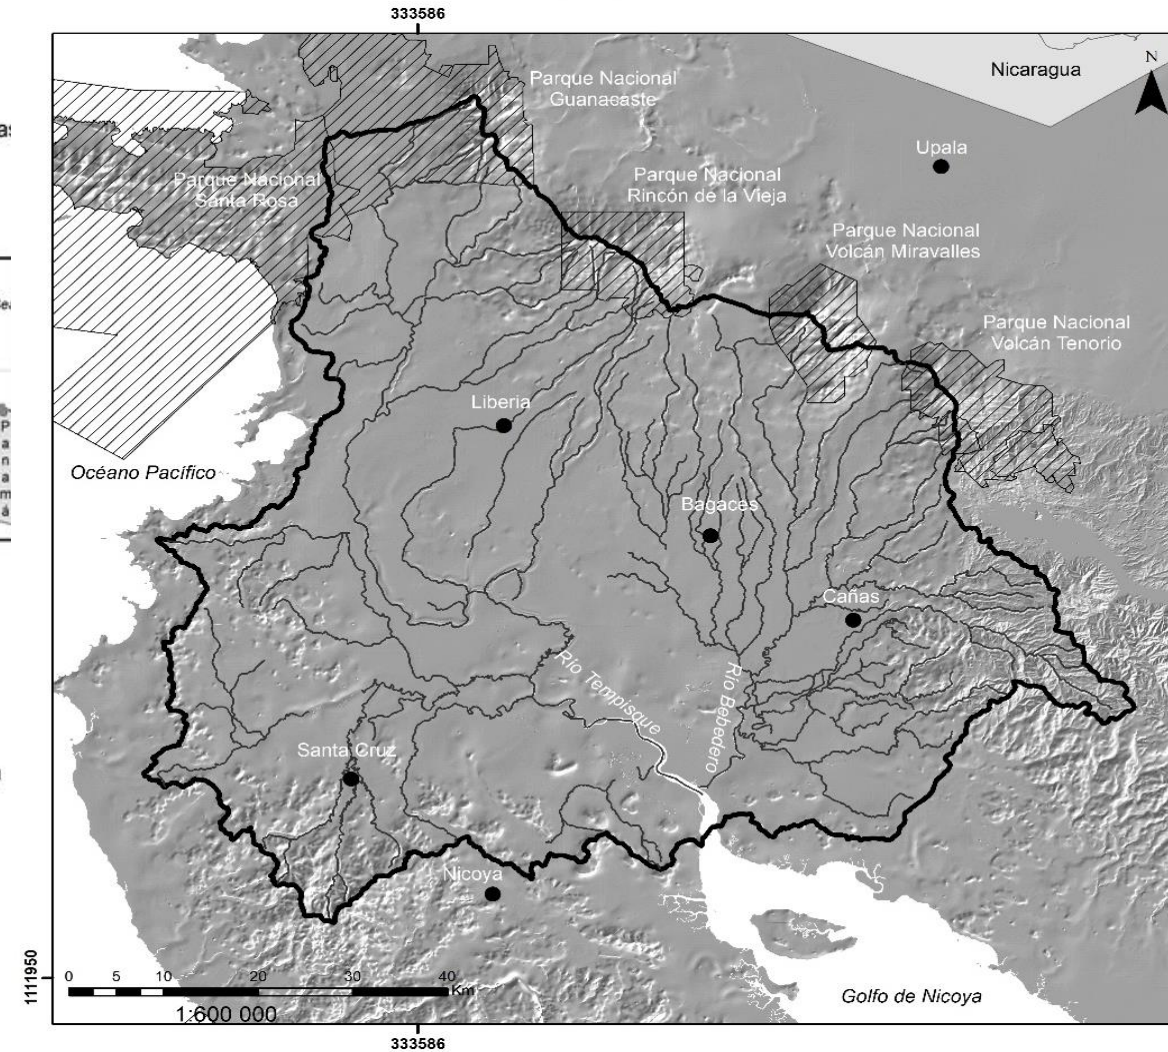 333586
Nicaragua
N
Parque Nacional
Guanacaste
Upala
Parque Nacional
Santa Rosa
Parque Nacional
Rincón de la Vieja
Parque Nacional
Volcán Miravalles
Parque Nacional
Volcán Tenorio
Liberia
Océano Pacífico
Bagaces
Cañas
Río Tempisque
Río Bebedero
Santa Cruz
Nicoya
1111950
0 5 10 20 30 40
Km
1:600 000
Golfo de Nicoya
333586